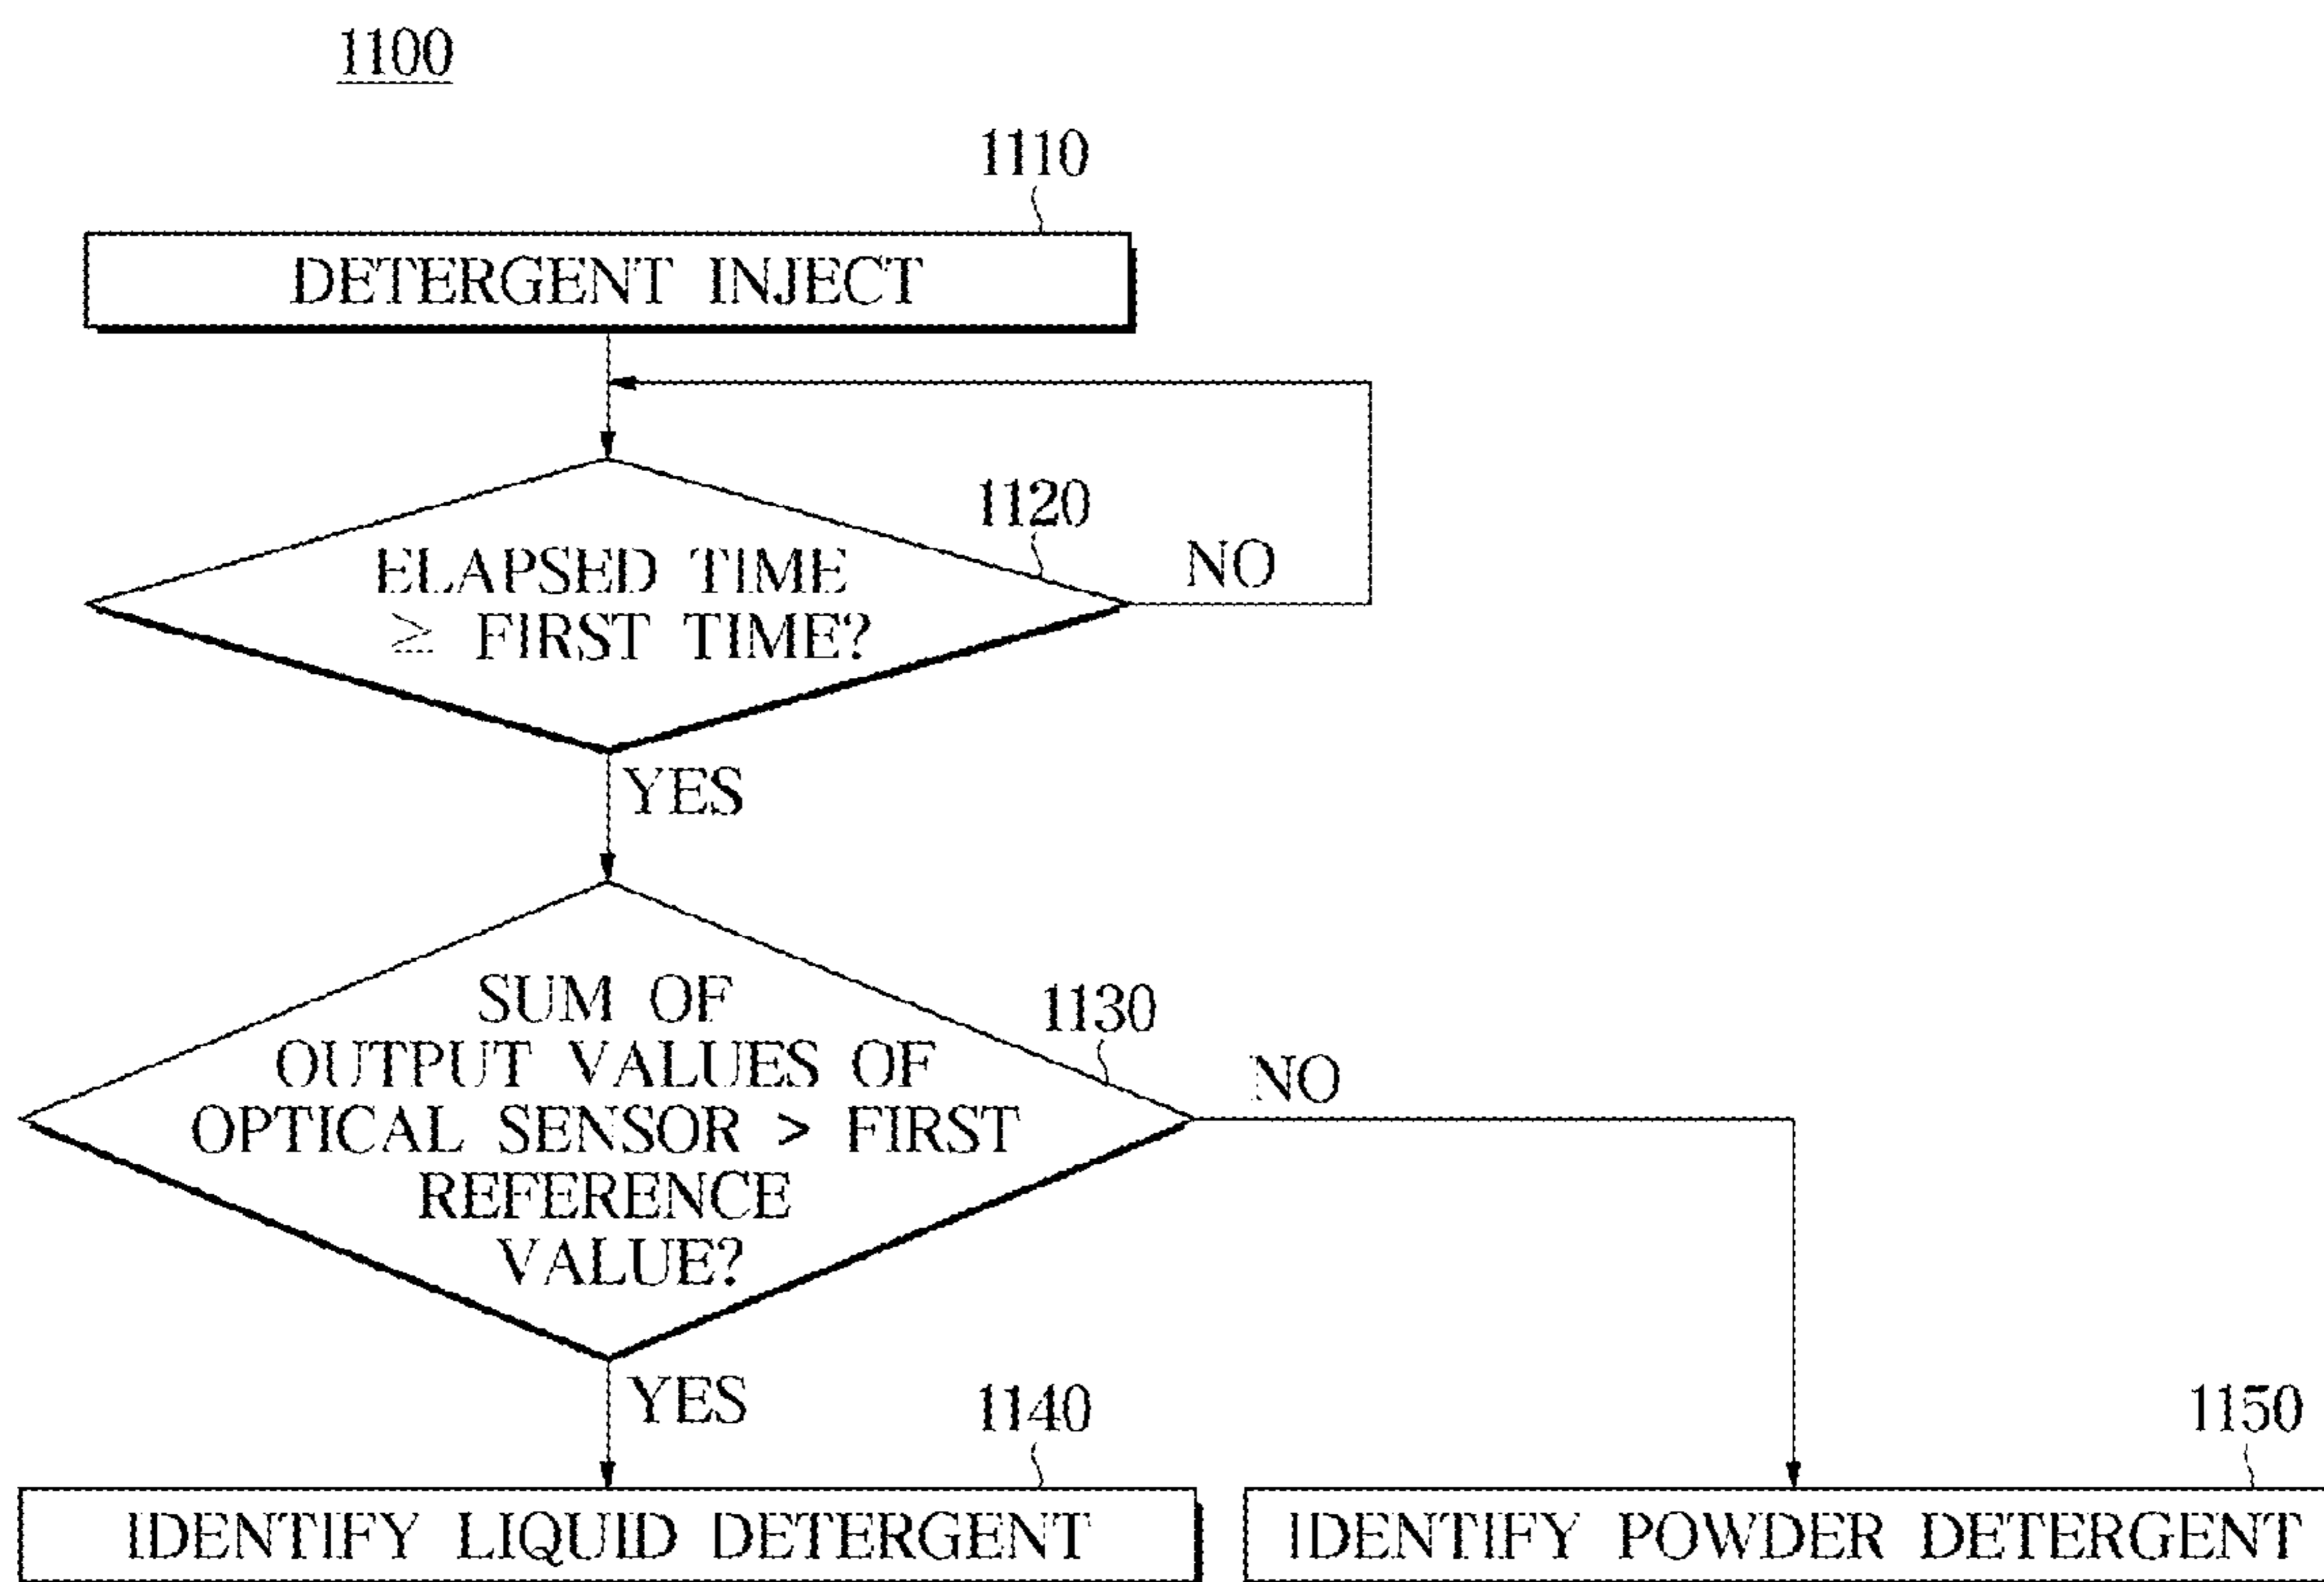 1100
1110
DETERGENT INJECT
1120
ELAPSED TIME
≥ FIRST TIME?
NO
YES
1130
SUM OF
OUTPUT VALUES OF
OPTICAL SENSOR > FIRST
REFERENCE
VALUE?
NO
YES
1140
IDENTIFY LIQUID DETERGENT
1150
IDENTIFY POWDER DETERGENT